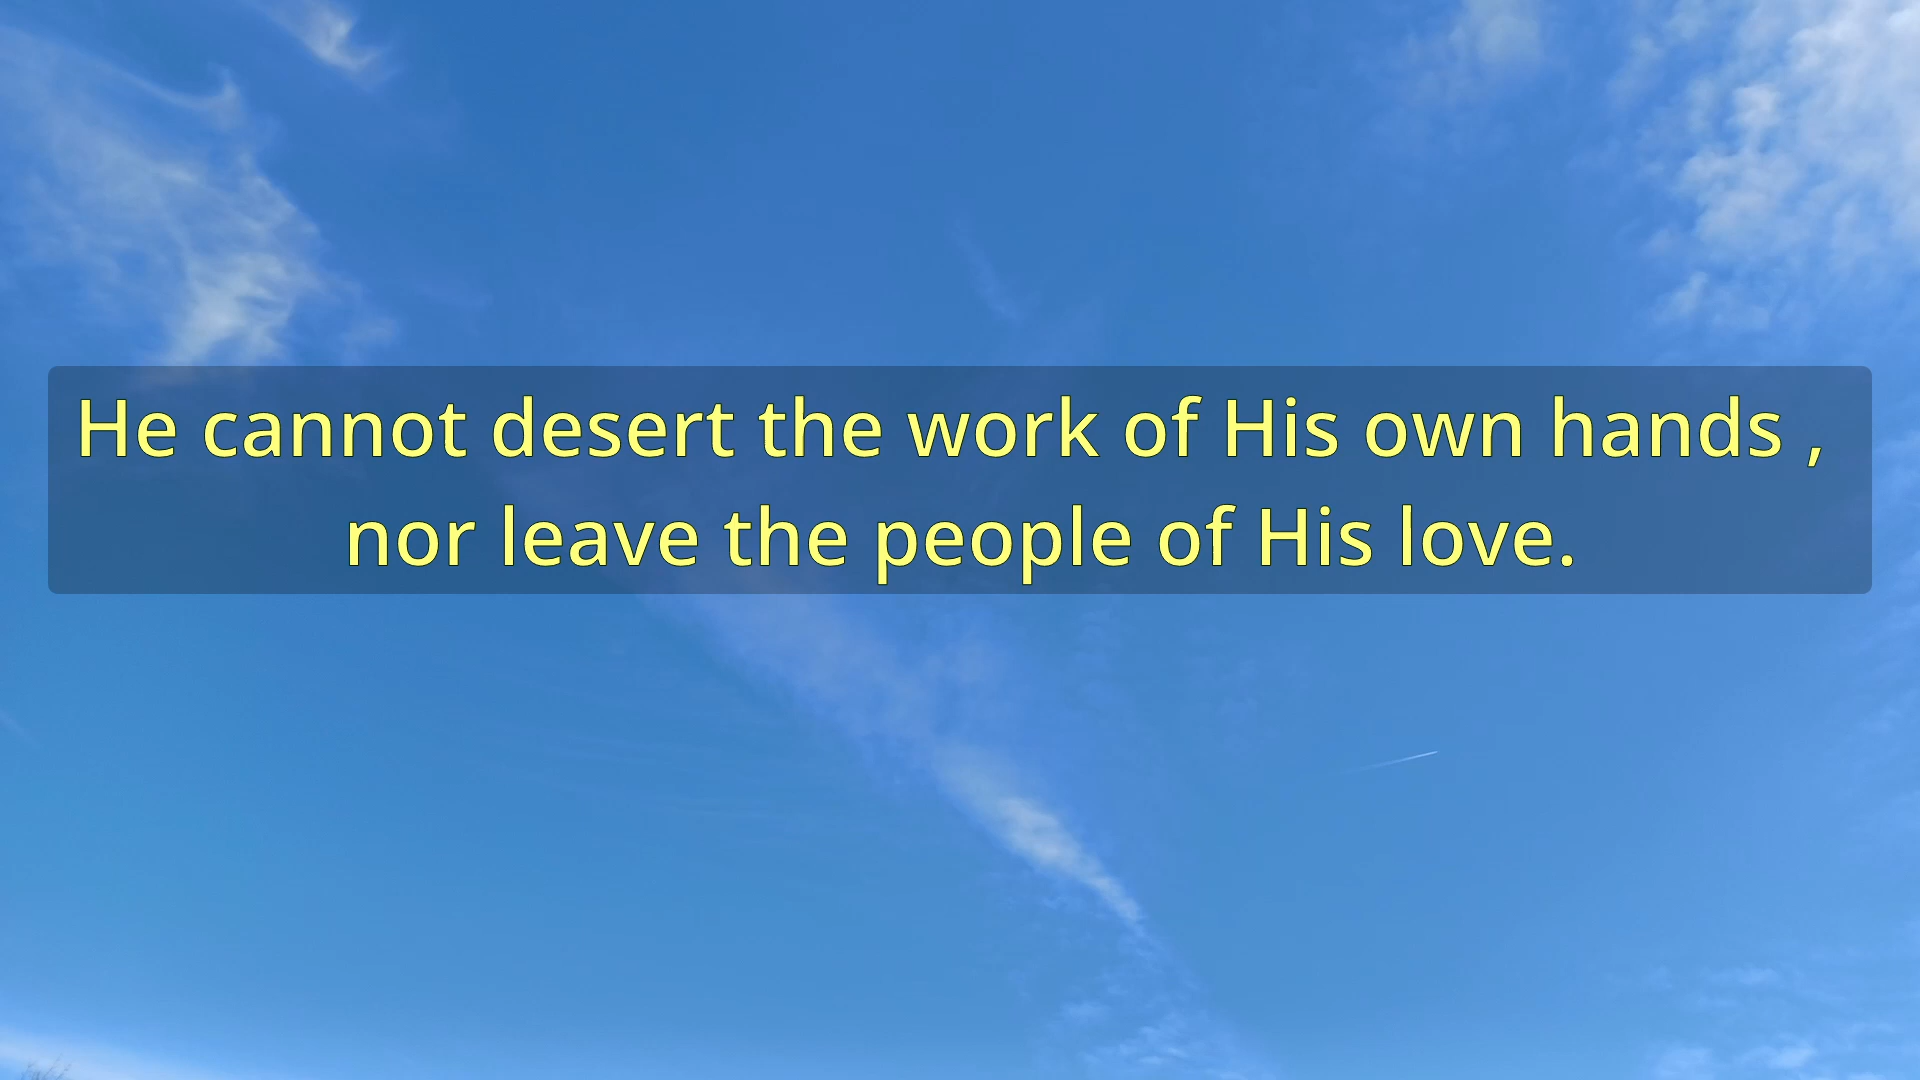 He cannot desert the work of His own hands ,
nor leave the people of His love.